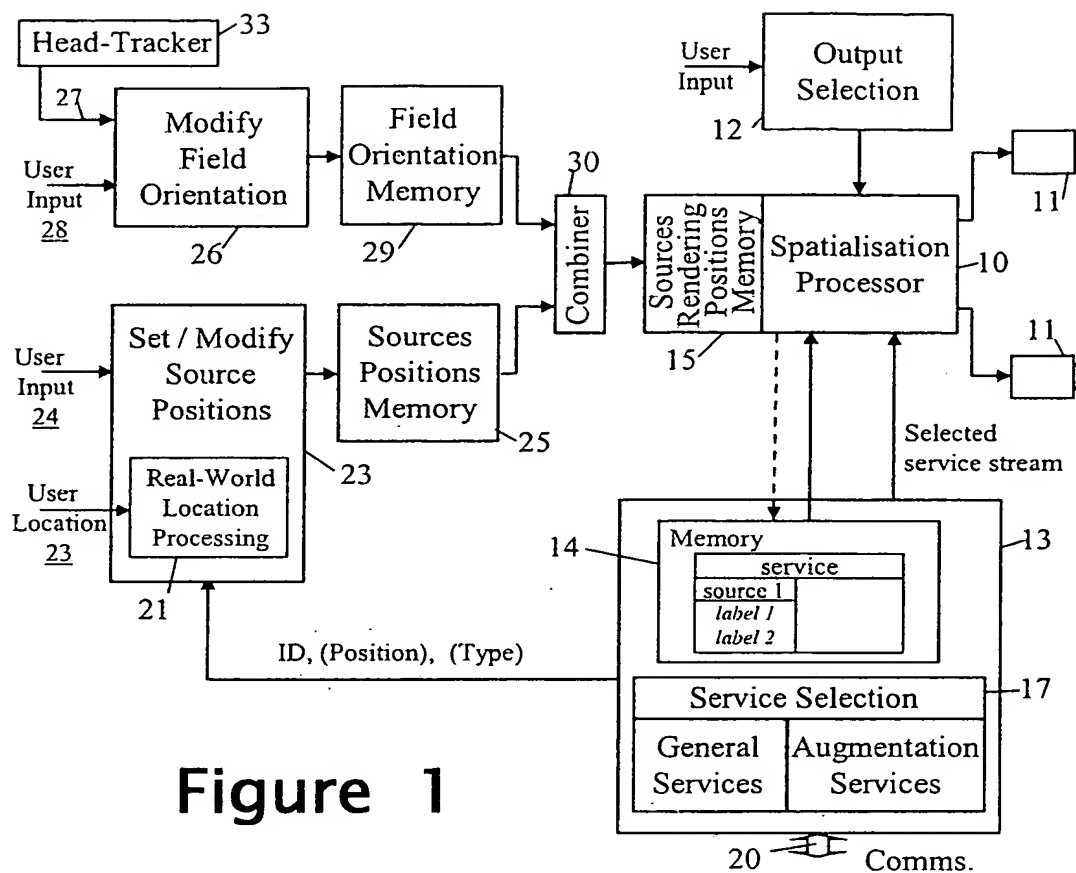 Head-Tracker
33
27
Modify
Field
Orientation
User
Input
28
26
Field
Orientation
Memory
29
User
Input
Output
Selection
12
30
Combiner
Sources
Rendering
Positions
Memory
15
Spatialisation
Processor
10
11
11
Set / Modify
Source
Positions
User
Input
24
Sources
Positions
Memory
25
23
Real-World
Location
Processing
User
Location
23
21
ID, (Position), (Type)
Selected
service stream
14
Memory
service
source 1
label 1
label 2
13
17
Service Selection
General
Services
Augmentation
Services
20
Comms.
Figure 1